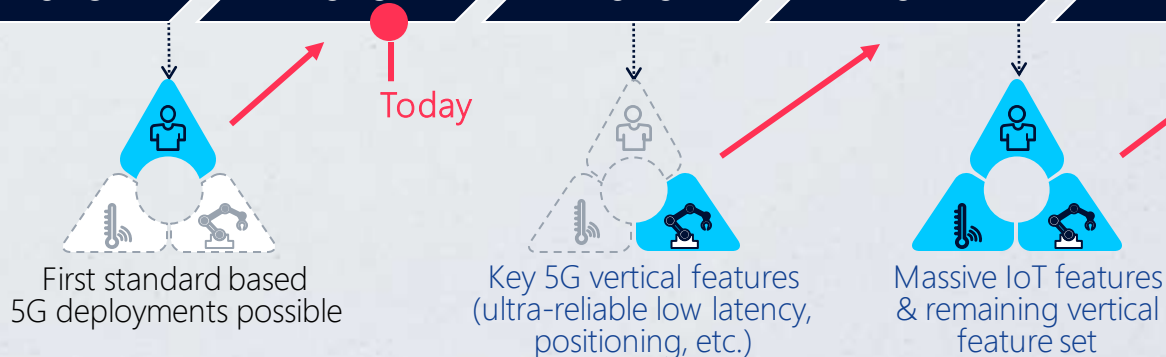 Today
First standard based
5G deployments possible
Key 5G vertical features
(ultra-reliable low latency,
positioning, etc.)
Massive IoT features
& remaining vertical
feature set